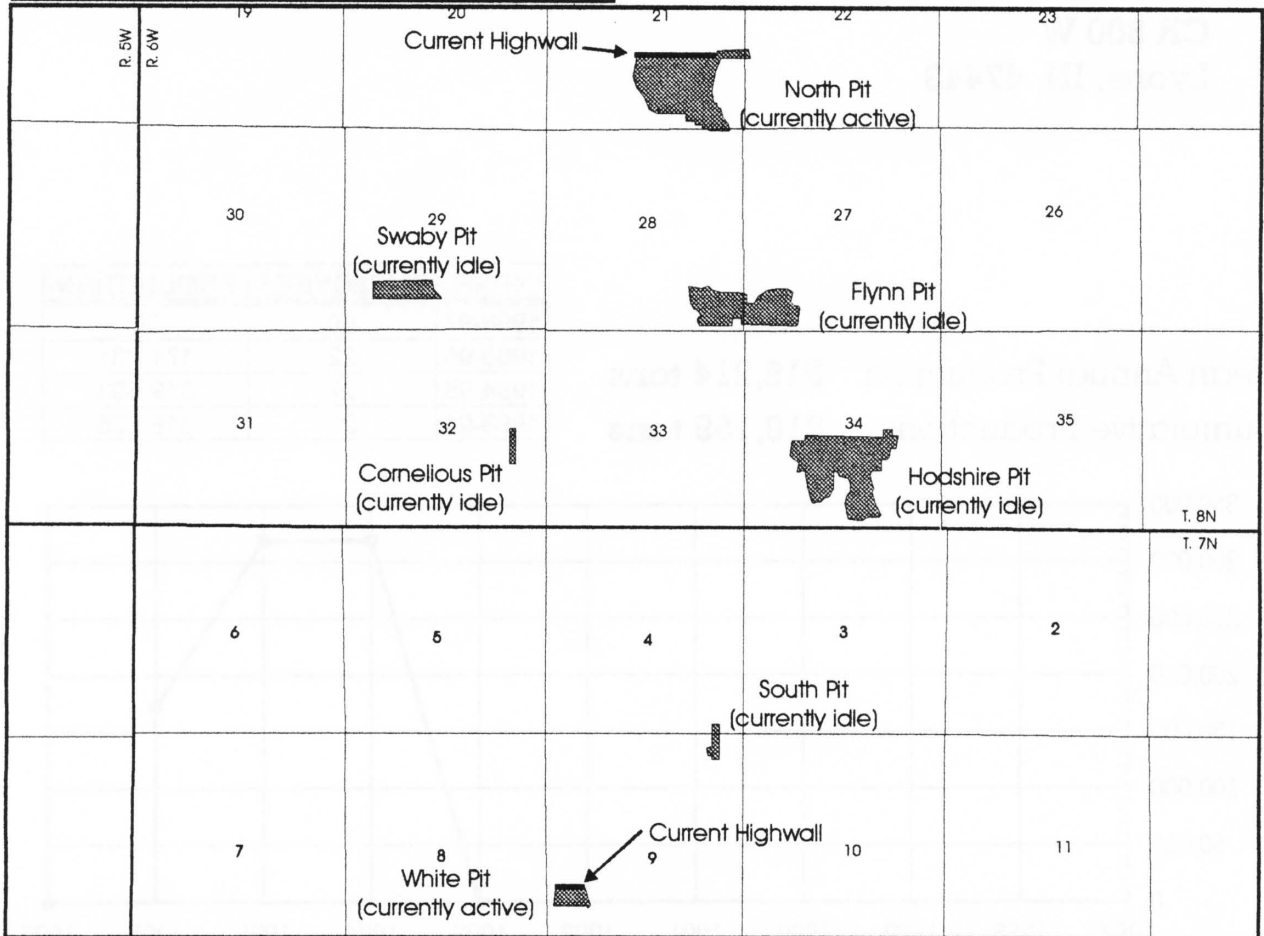 19 20 21 22 23
R. 5W
R. 6W
Current Highwall
North Pit
(currently active)
30 29 28 27 26
Swaby Pit
(currently idle)
Flynn Pit
(currently idle)
31 32 33 34 35
Cornelious Pit
(currently idle)
Hodshire Pit
(currently idle)
T. 8N
T. 7N
6 5 4 3 2
South Pit
(currently idle)
Current Highwall
7 8 9 10 11
White Pit
(currently active)